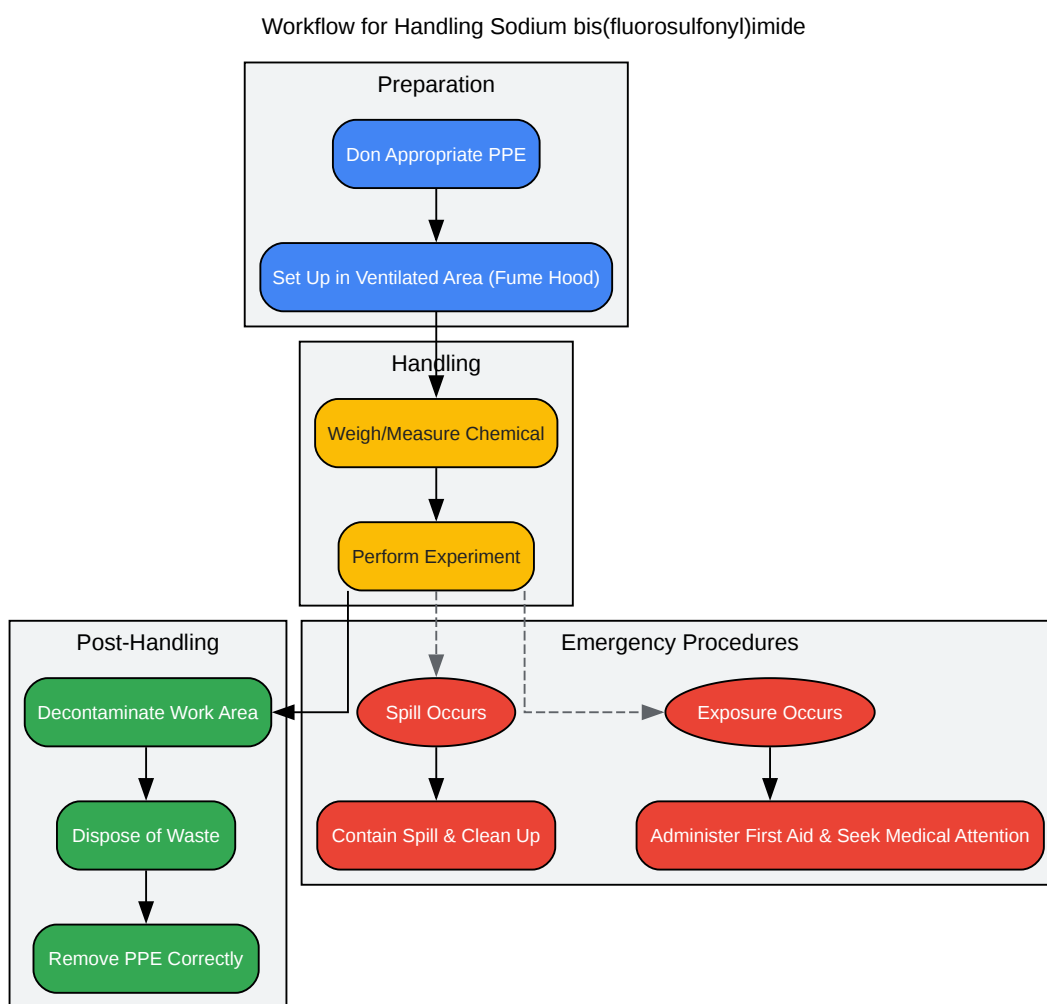 Workflow for Handling Sodium bis(fluorosulfonyl)imide
Preparation
Don Appropriate PPE
Set Up in Ventilated Area (Fume Hood)
Handling
Weigh/Measure Chemical
Perform Experiment
Post-Handling
Decontaminate Work Area
Dispose of Waste
Remove PPE Correctly
Emergency Procedures
Spill Occurs
Exposure Occurs
Contain Spill & Clean Up
Administer First Aid & Seek Medical Attention